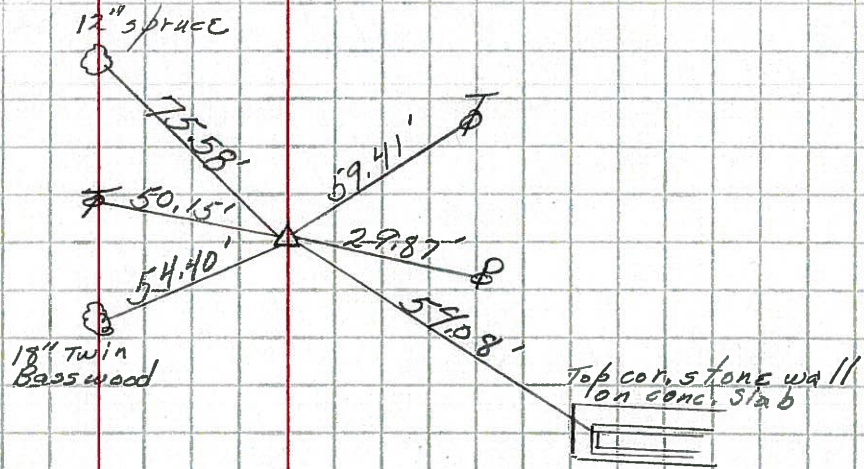 12" spruce
75.58'
59.41'
50.15'
29.87'
54.40'
54.08'
18" Twin
Basswood
Top cor. stone wall
on conc. slab